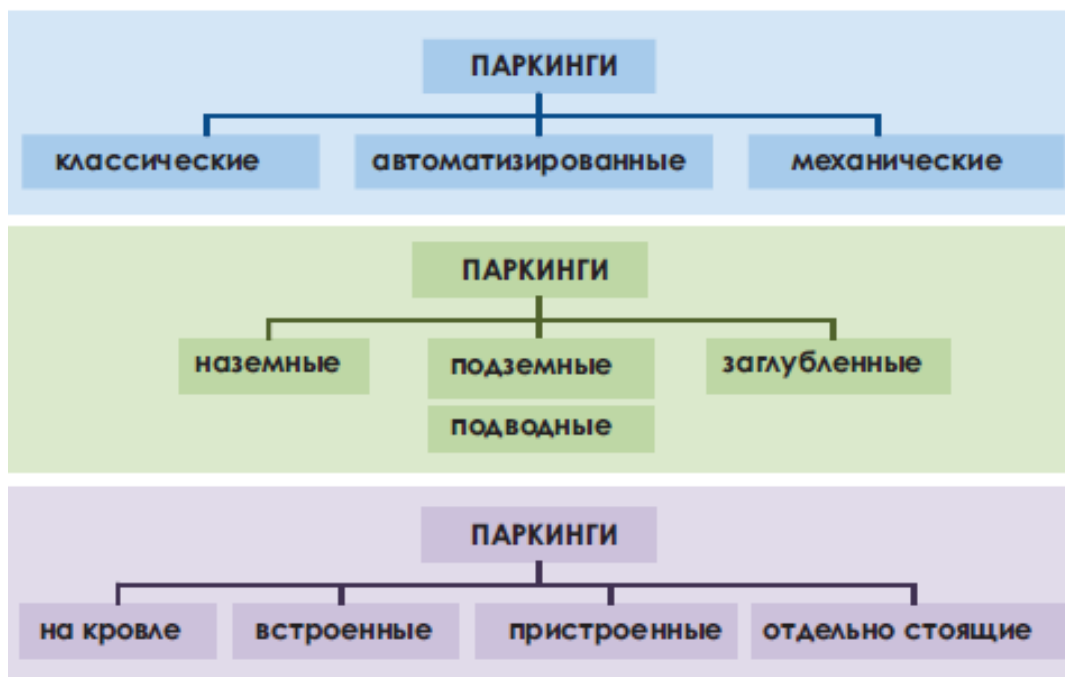 ПАРКИНГИ
классические автоматизированные механические
ПАРКИНГИ
наземные подземные заглубленные
подводные
ПАРКИНГИ
на кровле встроенные пристроенные отдельно стоящие